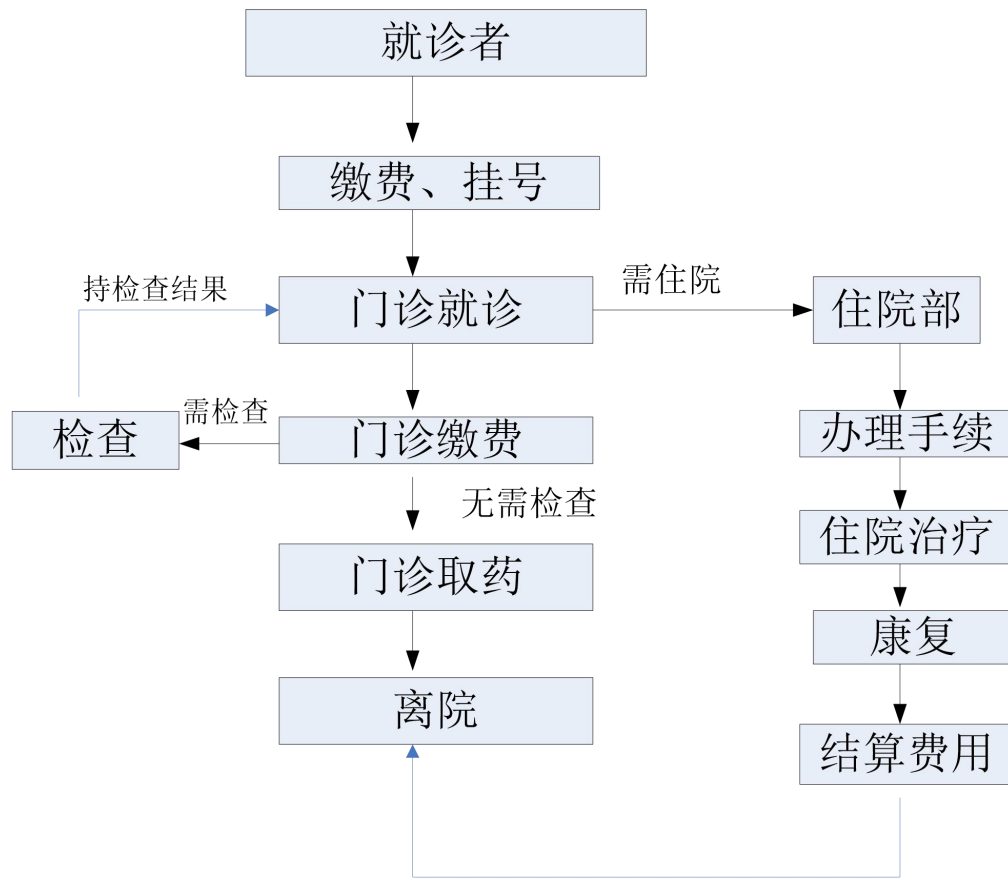 就诊者
缴费、挂号
持检查结果
门诊就诊
需住院
住院部
检查
需检查
门诊缴费
办理手续
无需检查
住院治疗
门诊取药
康复
离院
结算费用